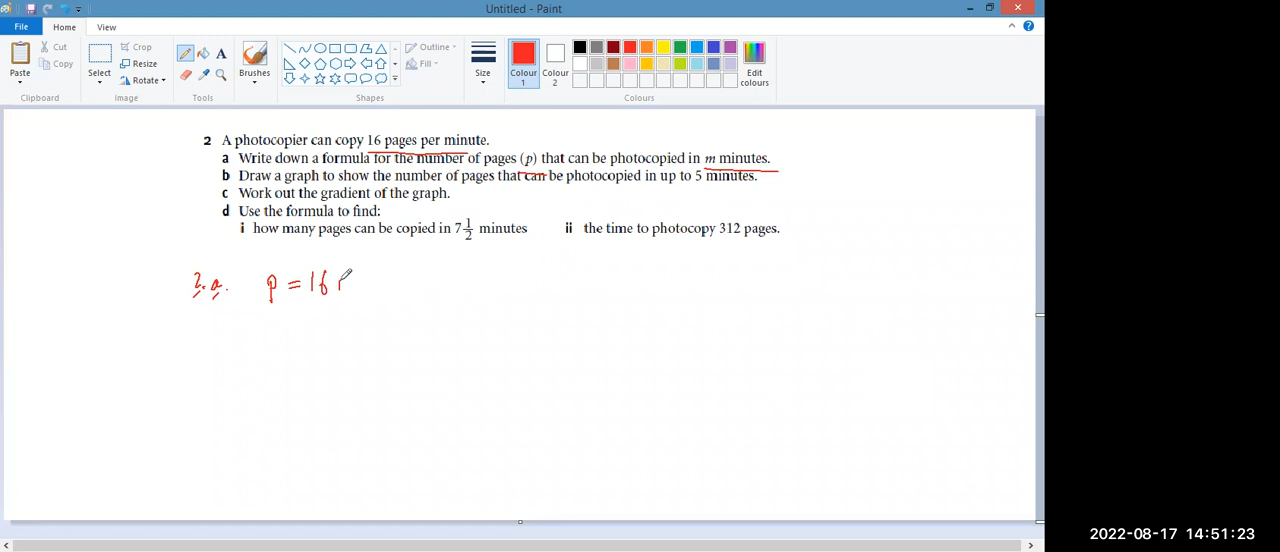 Untitled - Paint
File Home View
Paste Cut Copy Clipboard
Select Crop Resize Rotate Image
Tools
Brushes
Outline Fill Shapes
Size
Colour 1 Colour 2 Edit colours Colours
2 A photocopier can copy 16 pages per minute.
a Write down a formula for the number of pages (p) that can be photocopied in m minutes.
b Draw a graph to show the number of pages that can be photocopied in up to 5 minutes.
c Work out the gradient of the graph.
d Use the formula to find:
i how many pages can be copied in 7 1/2 minutes ii the time to photocopy 312 pages.
2. a. p = 16
2022-08-17 14:51:23